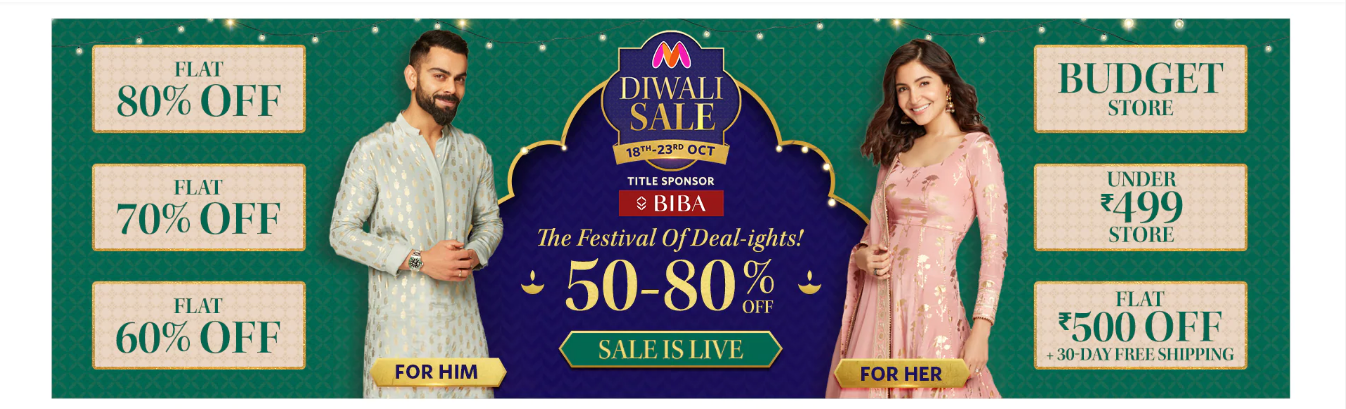 FLAT
80% OFF
FLAT
70% OFF
FLAT
60% OFF
FOR HIM
DIWALI
SALE
18TH-23RD OCT
TITLE SPONSOR
BIBA
The Festival Of Deal-ights!
50-80%
OFF
SALE IS LIVE
FOR HER
BUDGET
STORE
UNDER
₹499
STORE
FLAT
₹500 OFF
+ 30-DAY FREE SHIPPING